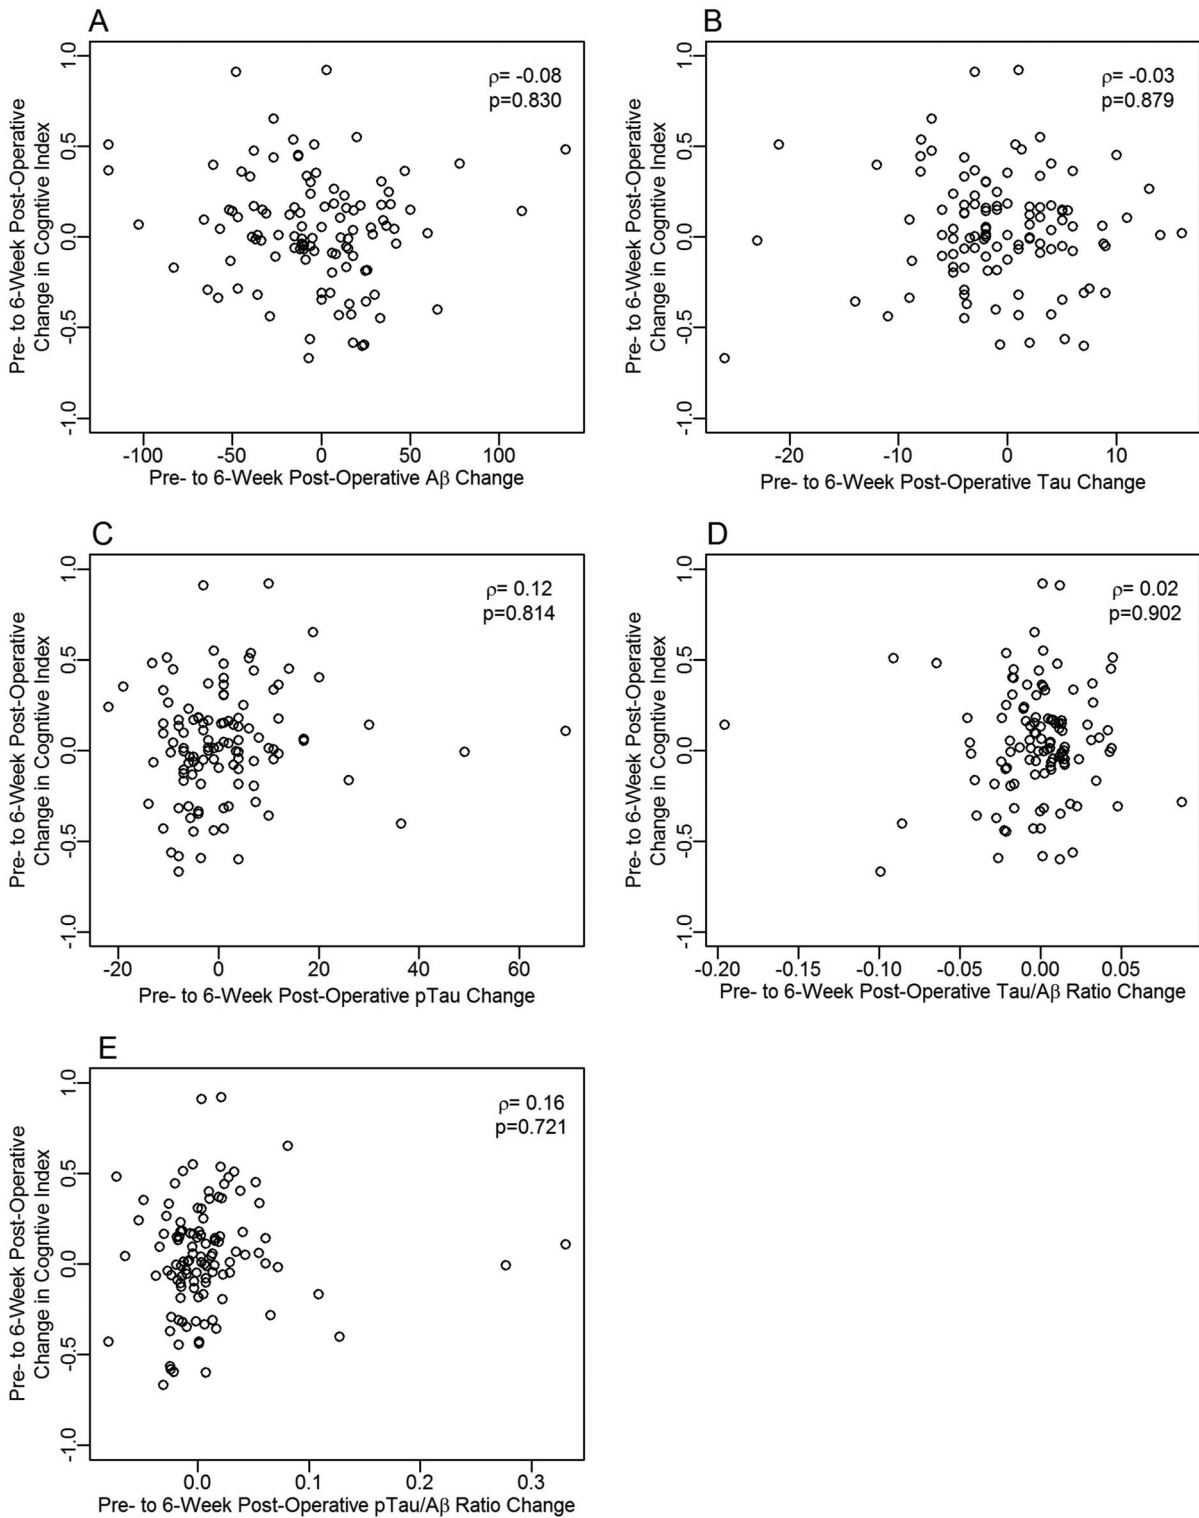 A
ρ= -0.08
p=0.830
Pre- to 6-Week Post-Operative
Change in Cogntive Index
1.0
0.5
0.0
-0.5
-1.0
-100 -50 0 50 100
Pre- to 6-Week Post-Operative Aβ Change
B
ρ= -0.03
p=0.879
Pre- to 6-Week Post-Operative
Change in Cogntive Index
1.0
0.5
0.0
-0.5
-1.0
-20 -10 0 10
Pre- to 6-Week Post-Operative Tau Change
C
ρ= 0.12
p=0.814
Pre- to 6-Week Post-Operative
Change in Cogntive Index
1.0
0.5
0.0
-0.5
-1.0
-20 0 20 40 60
Pre- to 6-Week Post-Operative pTau Change
D
ρ= 0.02
p=0.902
Pre- to 6-Week Post-Operative
Change in Cogntive Index
1.0
0.5
0.0
-0.5
-1.0
-0.20 -0.15 -0.10 -0.05 0.00 0.05
Pre- to 6-Week Post-Operative Tau/Aβ Ratio Change
E
ρ= 0.16
p=0.721
Pre- to 6-Week Post-Operative
Change in Cogntive Index
1.0
0.5
0.0
-0.5
-1.0
0.0 0.1 0.2 0.3
Pre- to 6-Week Post-Operative pTau/Aβ Ratio Change